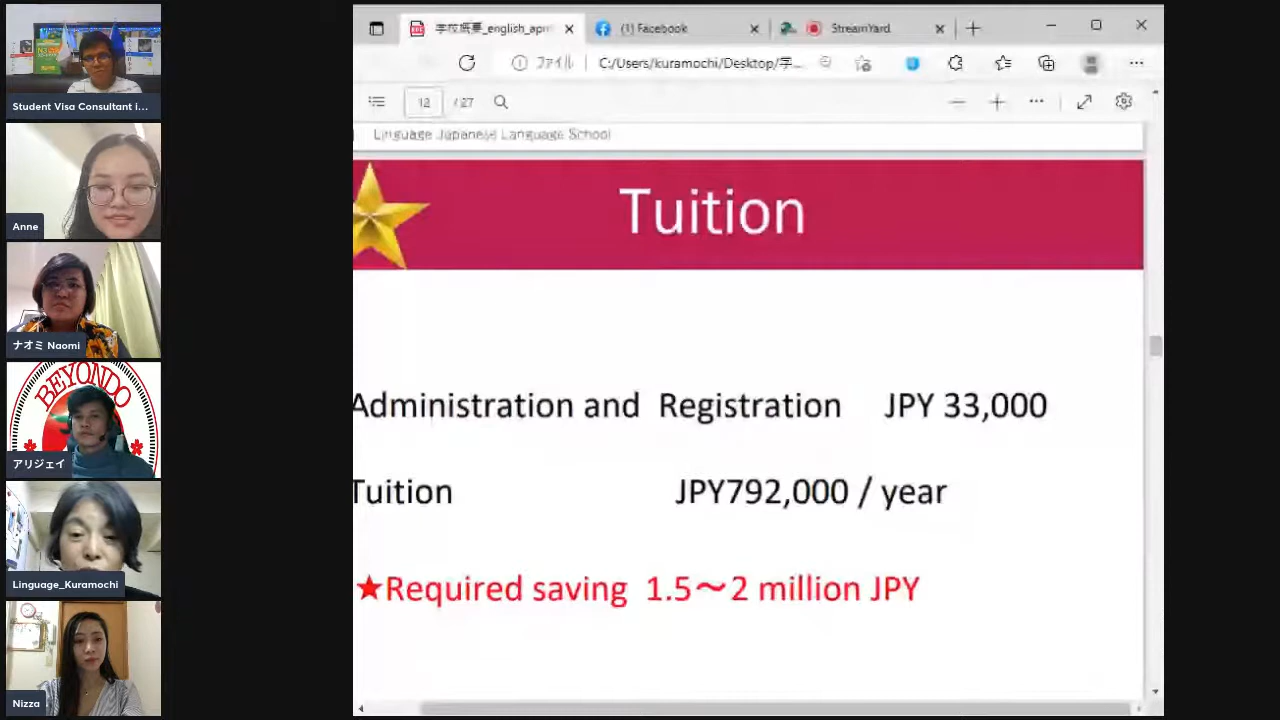 Student Visa Consultant i...
Anne
ナオミ Naomi
BEYONDO
アリジェイ
Linguage_Kuramochi
Nizza
学校概要_english_apri
(1) Facebook
StreamYard
ファイル
C:/Users/kuramochi/Desktop/学...
12 / 27
Linguage Japanese Language School
Tuition
Administration and Registration JPY 33,000
Tuition JPY792,000 / year
★Required saving 1.5～2 million JPY